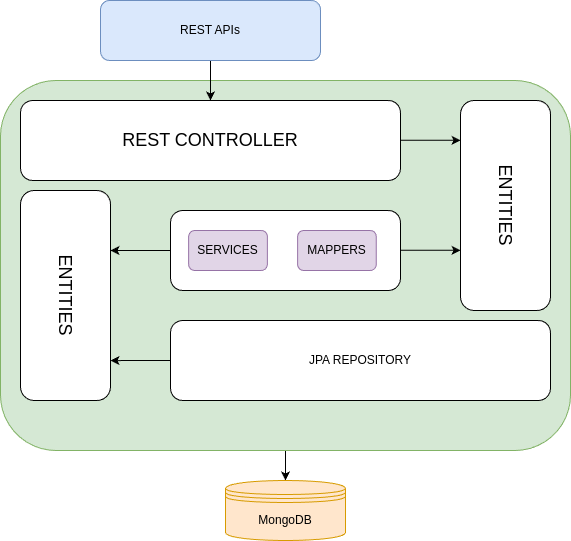 REST APIs
REST CONTROLLER
ENTITIES
SERVICES
MAPPERS
ENTITIES
JPA REPOSITORY
MongoDB